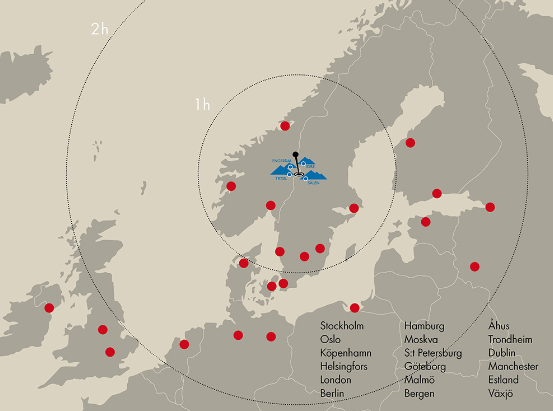 2h
1h
Stockholm
Oslo
Köpenhamn
Helsingfors
London
Berlin
Hamburg
Moskva
S:t Petersburg
Göteborg
Malmö
Bergen
Åhus
Trondheim
Dublin
Manchester
Estland
Växjö